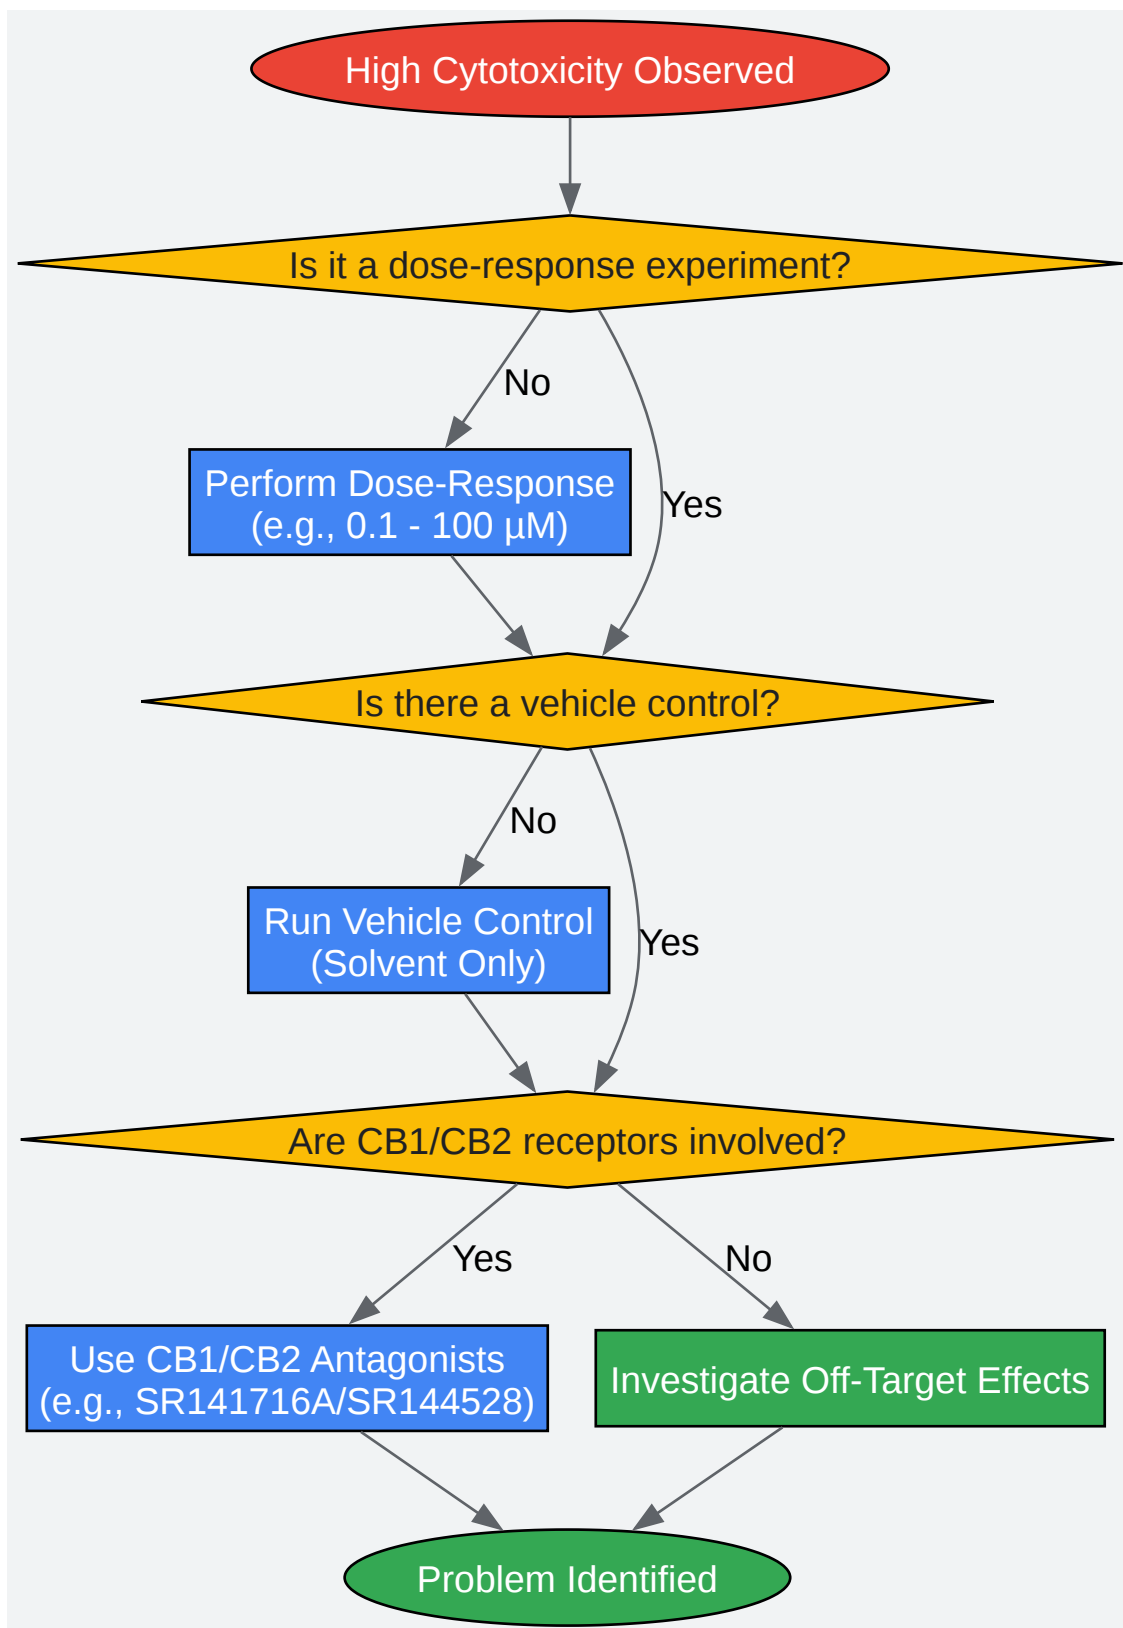 High Cytotoxicity Observed
Is it a dose-response experiment?
No
Perform Dose-Response
(e.g., 0.1 - 100 µM)
Yes
Is there a vehicle control?
No
Run Vehicle Control
(Solvent Only)
Yes
Are CB1/CB2 receptors involved?
Yes
No
Use CB1/CB2 Antagonists
(e.g., SR141716A/SR144528)
Investigate Off-Target Effects
Problem Identified